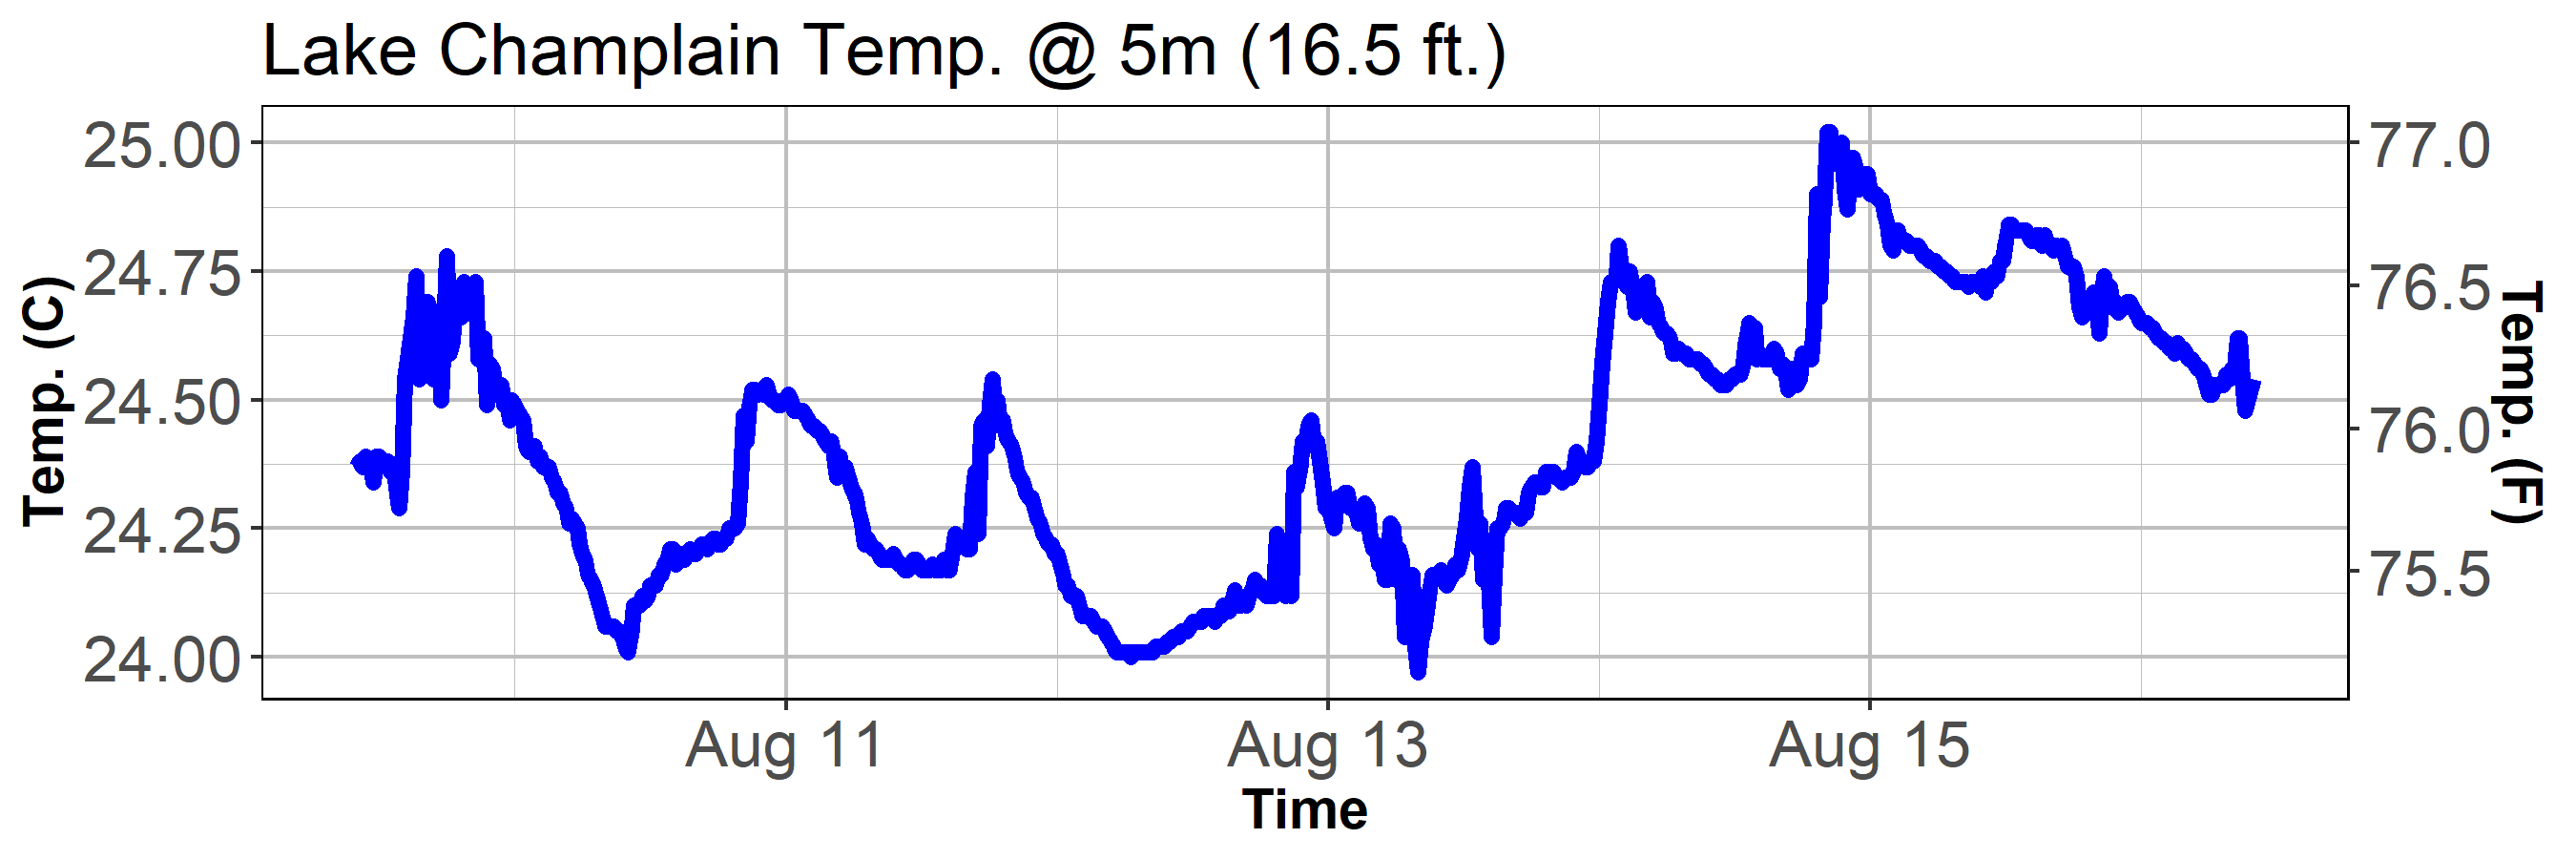 Lake Champlain Temp. @ 5m (16.5 ft.)
25.00
24.75
24.50
24.25
24.00
Temp. (C)
77.0
76.5
76.0
75.5
Temp. (F)
Aug 11
Aug 13
Aug 15
Time